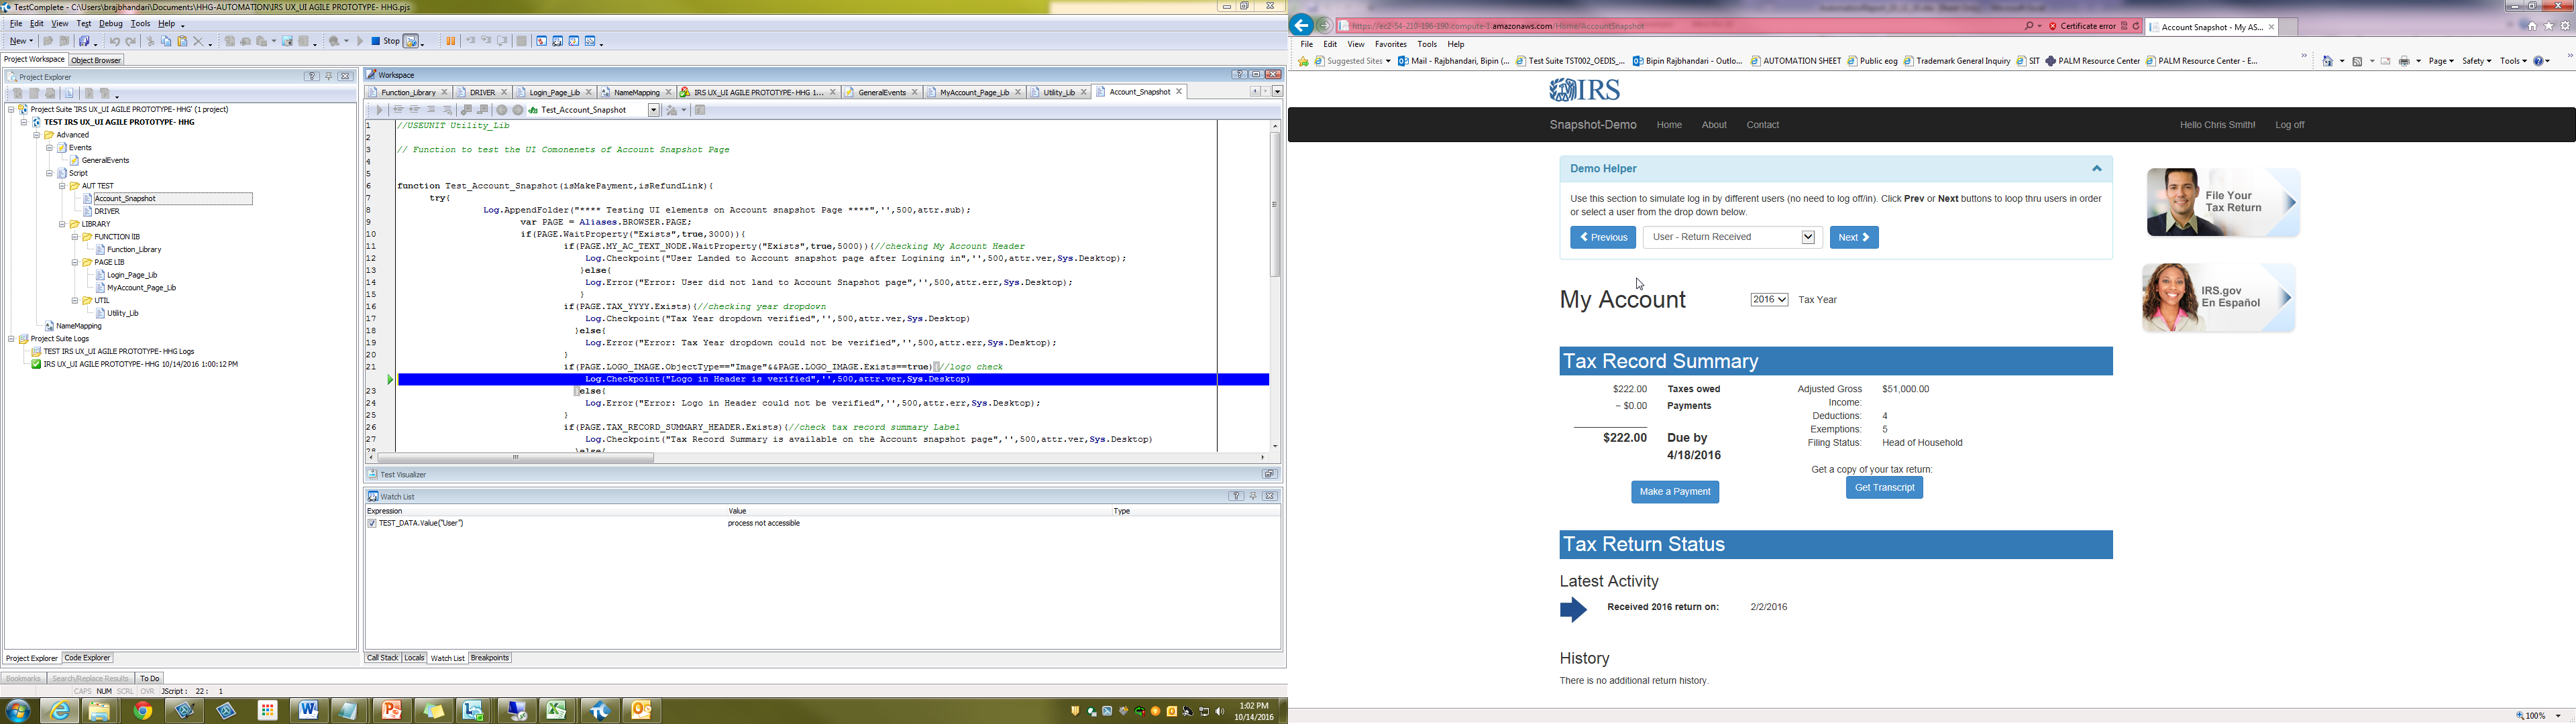 TestComplete - C:\Users\brajbhandari\Documents\HHG-AUTOMATION\IRS UX_UI AGILE PROTOTYPE- HHG.pjs
File Edit View Test Debug Tools Help
New Stop
Project Workspace Object Browser
Project Explorer
Project Suite 'IRS UX_UI AGILE PROTOTYPE-HHG' (1 project)
TEST IRS UX_UI AGILE PROTOTYPE- HHG
Advanced
Events
GeneralEvents
Script
AUT TEST
Account_Snapshot
DRIVER
LIBRARY
FUNCTION lIB
Function_Library
PAGE LIB
Login_Page_Lib
MyAccount_Page_Lib
UTIL
Utility_Lib
NameMapping
Project Suite Logs
TEST IRS UX_UI AGILE PROTOTYPE- HHG Logs
IRS UX_UI AGILE PROTOTYPE- HHG 10/14/2016 1:00:12 PM
Project Explorer Code Explorer
Workspace
Function_Library DRIVER Login_Page_Lib NameMapping IRS UX_UI AGILE PROTOTYPE- HHG 1... GeneralEvents MyAccount_Page_Lib Utility_Lib Account_Snapshot
Test_Account_Snapshot
1 //USEUNIT Utility_Lib
2
3 // Function to test the UI Comonenets of Account Snapshot Page
4
5
6 function Test_Account_Snapshot(isMakePayment,isRefundLink){
7 try{
8 Log.AppendFolder("**** Testing UI elements on Account snapshot Page ****",'',500,attr.sub);
9 var PAGE = Aliases.BROWSER.PAGE;
10 if(PAGE.WaitProperty("Exists",true,3000)){
11 if(PAGE.MY_AC_TEXT_NODE.WaitProperty("Exists",true,5000)){//checking My Account Header
12 Log.Checkpoint("User Landed to Account snapshot page after Logining in",'',500,attr.ver,Sys.Desktop);
13 }else{
14 Log.Error("Error: User did not land to Account Snapshot page",'',500,attr.err,Sys.Desktop);
15 }
16 if(PAGE.TAX_YYYY.Exists){//checking year dropdown
17 Log.Checkpoint("Tax Year dropdown verified",'',500,attr.ver,Sys.Desktop)
18 }else{
19 Log.Error("Error: Tax Year dropdown could not be verified",'',500,attr.err,Sys.Desktop);
20 }
21 if(PAGE.LOGO_IMAGE.ObjectType=="Image"&&PAGE.LOGO_IMAGE.Exists==true){//logo check
Log.Checkpoint("Logo in Header is verified",'',500,attr.ver,Sys.Desktop)
23 }else{
24 Log.Error("Error: Logo in Header could not be verified",'',500,attr.err,Sys.Desktop);
25 }
26 if(PAGE.TAX_RECORD_SUMMARY_HEADER.Exists){//check tax record summary Label
27 Log.Checkpoint("Tax Record Summary is available on the Account snapshot page",'',500,attr.ver,Sys.Desktop)
28 }else{
Test Visualizer
Watch List
Expression Value Type
TEST_DATA.Value("User") process not accessible
Call Stack Locals Watch List Breakpoints
Bookmarks Search/Replace Results To Do
CAPS NUM SCRL OVR JScript : 22 : 1
1:02 PM
10/14/2016
https://ec2-54-210-196-190.compute-1.amazonaws.com/Home/AccountSnapshot Certificate error Account Snapshot - My AS...
File Edit View Favorites Tools Help
Suggested Sites Mail - Rajbhandari, Bipin (... Test Suite TST002_OEDIS_... Bipin Rajbhandari - Outlo... AUTOMATION SHEET Public eog Trademark General Inquiry SIT PALM Resource Center PALM Resource Center - E... Page Safety Tools
IRS
Snapshot-Demo Home About Contact Hello Chris Smith! Log off
Demo Helper
Use this section to simulate log in by different users (no need to log off/in). Click Prev or Next buttons to loop thru users in order
or select a user from the drop down below.
Previous User - Return Received Next
File Your
Tax Return
IRS.gov
En Español
My Account 2016 Tax Year
Tax Record Summary
$222.00 Taxes owed
− $0.00 Payments
$222.00 Due by
4/18/2016
Make a Payment
Adjusted Gross $51,000.00
Income:
Deductions: 4
Exemptions: 5
Filing Status: Head of Household
Get a copy of your tax return:
Get Transcript
Tax Return Status
Latest Activity
Received 2016 return on: 2/2/2016
History
There is no additional return history.
100%